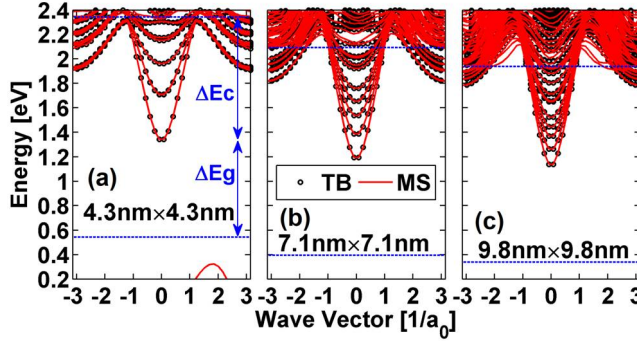 2.4
2.2
2
1.8
1.6
1.4
1.2
1
0.8
0.6
0.4
0.2
Energy [eV]
ΔEc
ΔEg
(a)
4.3nm×4.3nm
-3 -2 -1 0 1 2 3
TB MS
(b)
7.1nm×7.1nm
-3 -2 -1 0 1 2 3
(c)
9.8nm×9.8nm
-3 -2 -1 0 1 2 3
Wave Vector [1/a0]